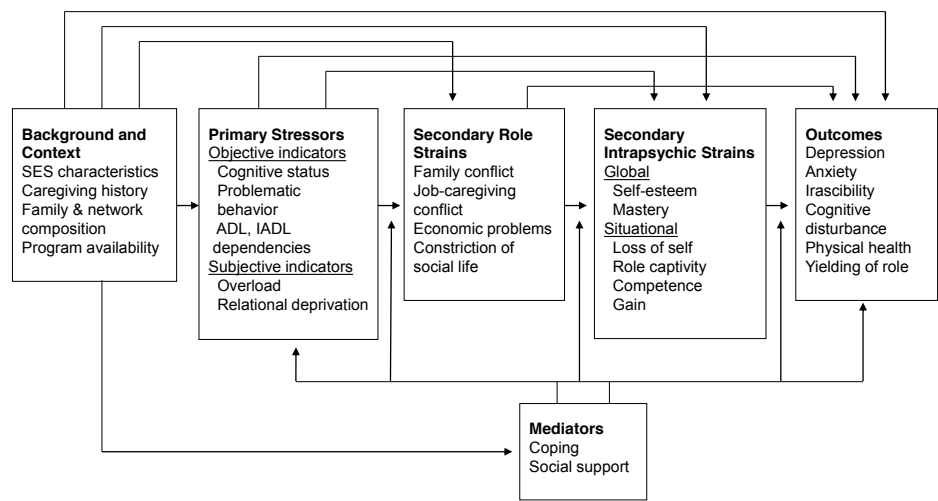 Background and
Context
SES characteristics
Caregiving history
Family & network
composition
Program availability
Primary Stressors
Objective indicators
Cognitive status
Problematic
behavior
ADL, IADL
dependencies
Subjective indicators
Overload
Relational deprivation
Secondary Role
Strains
Family conflict
Job-caregiving
conflict
Economic problems
Constriction of
social life
Secondary
Intrapsychic Strains
Global
Self-esteem
Mastery
Situational
Loss of self
Role captivity
Competence
Gain
Outcomes
Depression
Anxiety
Irascibility
Cognitive
disturbance
Physical health
Yielding of role
Mediators
Coping
Social support